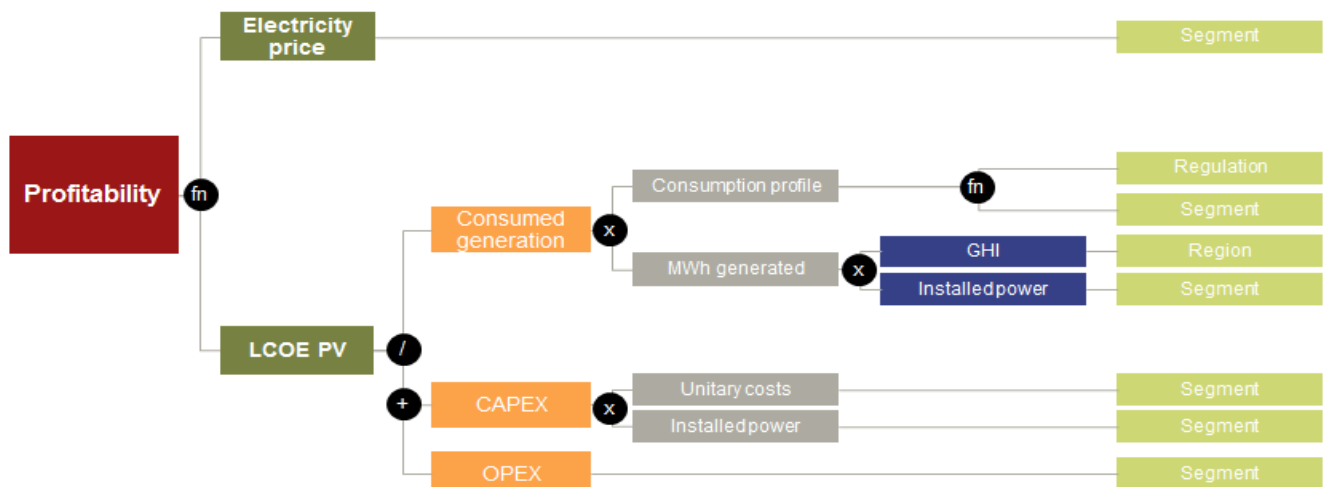 Electricity
price
Segment
Profitability
fn
Consumption profile
fn
Regulation
Segment
Consumed
generation
x
MWh generated
x
GHI
Region
Installed power
Segment
LCOE PV
/
+
CAPEX
x
Unitary costs
Segment
Installed power
Segment
OPEX
Segment